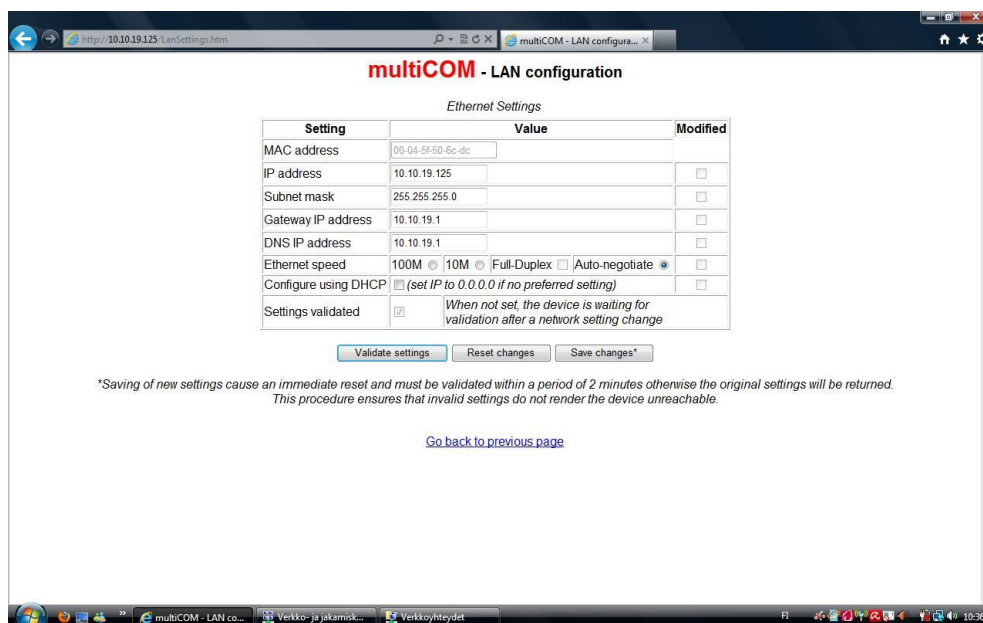 http://10.10.19.125/LanSettings.htm
multiCOM - LAN configura...
multiCOM - LAN configuration
Ethernet Settings
Setting Value Modified
MAC address 00-04-5f-50-6c-dc
IP address 10.10.19.125
Subnet mask 255.255.255.0
Gateway IP address 10.10.19.1
DNS IP address 10.10.19.1
Ethernet speed 100M 10M Full-Duplex Auto-negotiate
Configure using DHCP (set IP to 0.0.0.0 if no preferred setting)
Settings validated When not set, the device is waiting for
validation after a network setting change
Validate settings Reset changes Save changes*
*Saving of new settings cause an immediate reset and must be validated within a period of 2 minutes otherwise the original settings will be returned.
This procedure ensures that invalid settings do not render the device unreachable.
Go back to previous page
multiCOM - LAN co... Verkko- ja jakamisk... Verkkoyhteydet FI 10:36